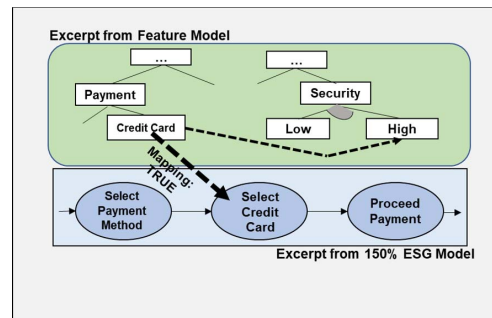 Excerpt from Feature Model
...
...
Payment
Security
Credit Card
Low
High
Mapping:
TRUE
Select
Payment
Method
Select
Credit
Card
Proceed
Payment
Excerpt from 150% ESG Model